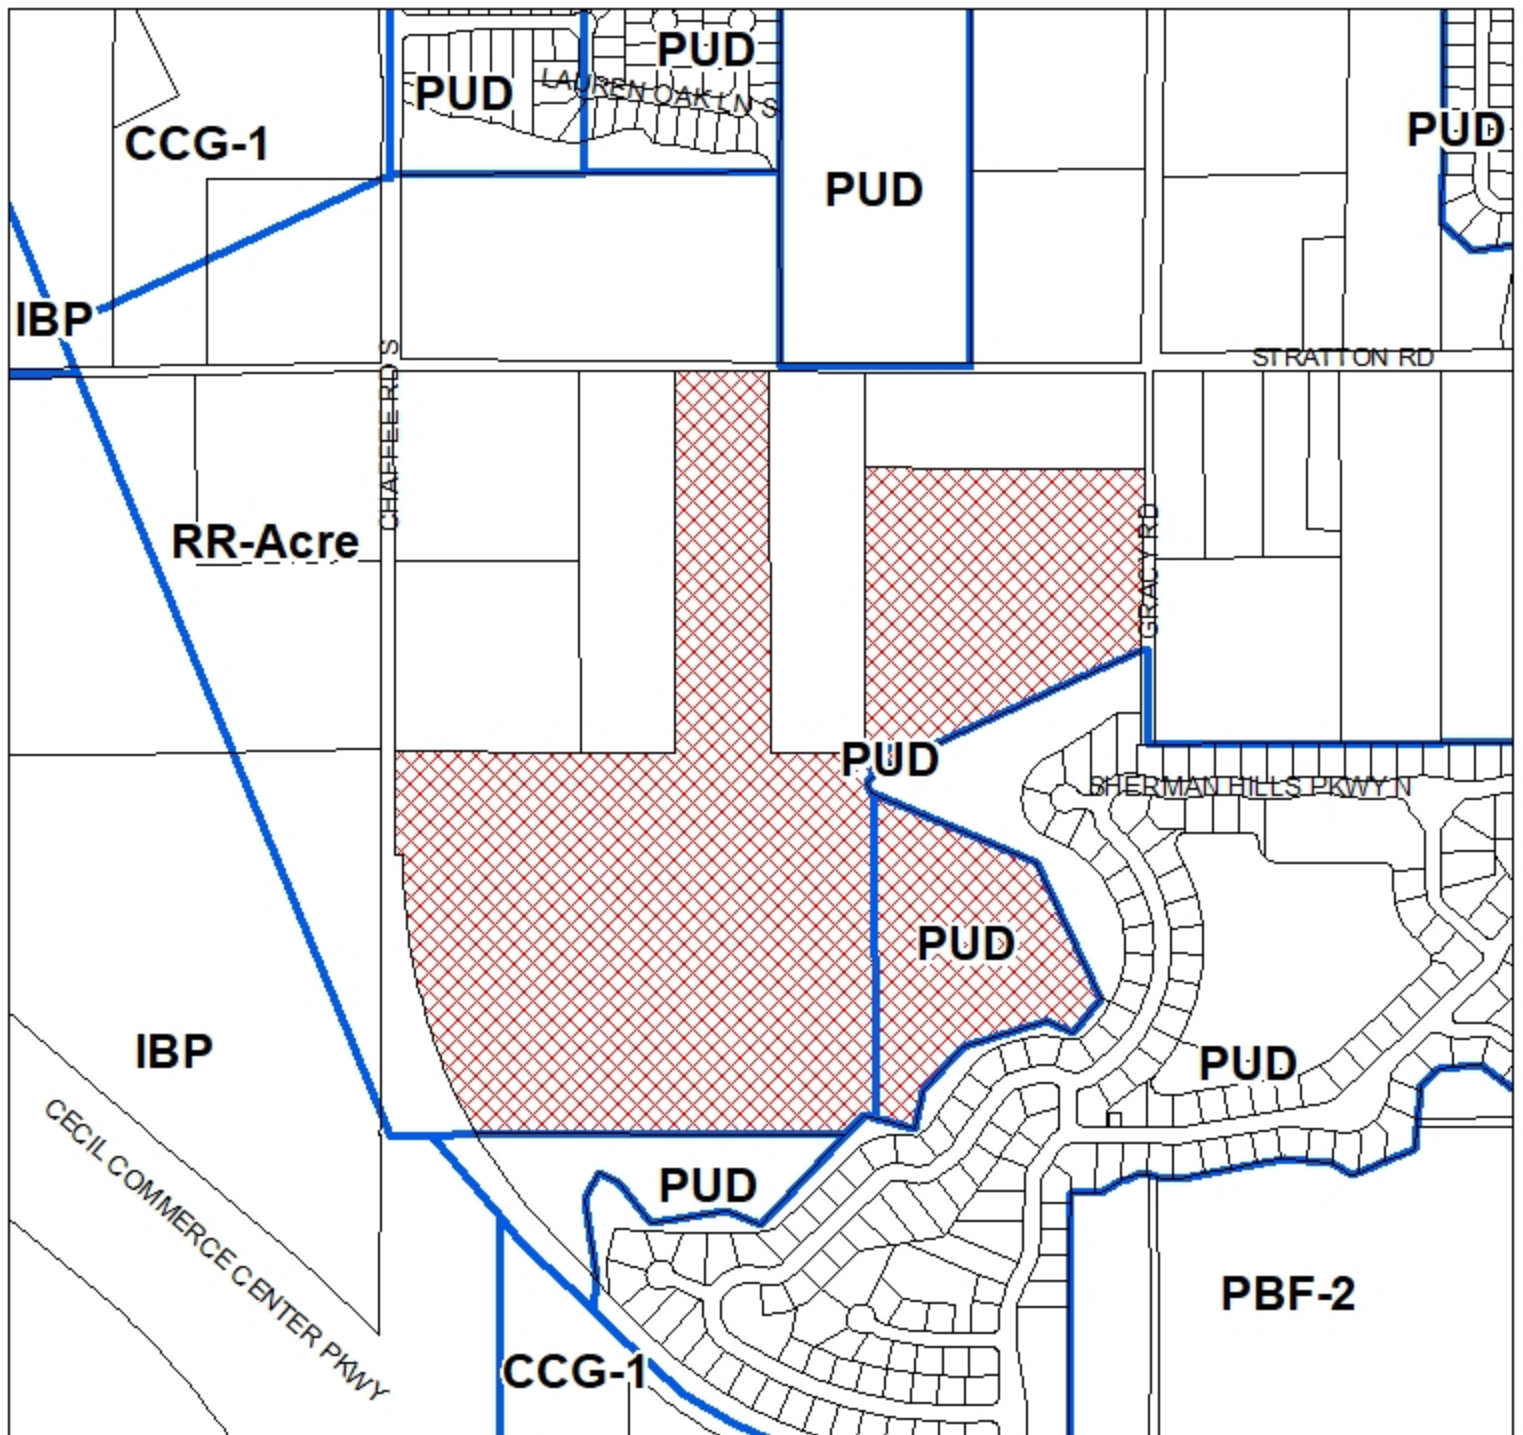 PUD
PUD
LAUREN OAK LN S
CCG-1
PUD
PUD
IBP
CHAFFEE RD S
STRATTON RD
RR-Acre
GRACY RD
PUD
SHERMAN HILLS PKWY N
PUD
IBP
PUD
CECIL COMMERCE CENTER PKWY
PUD
PBF-2
CCG-1